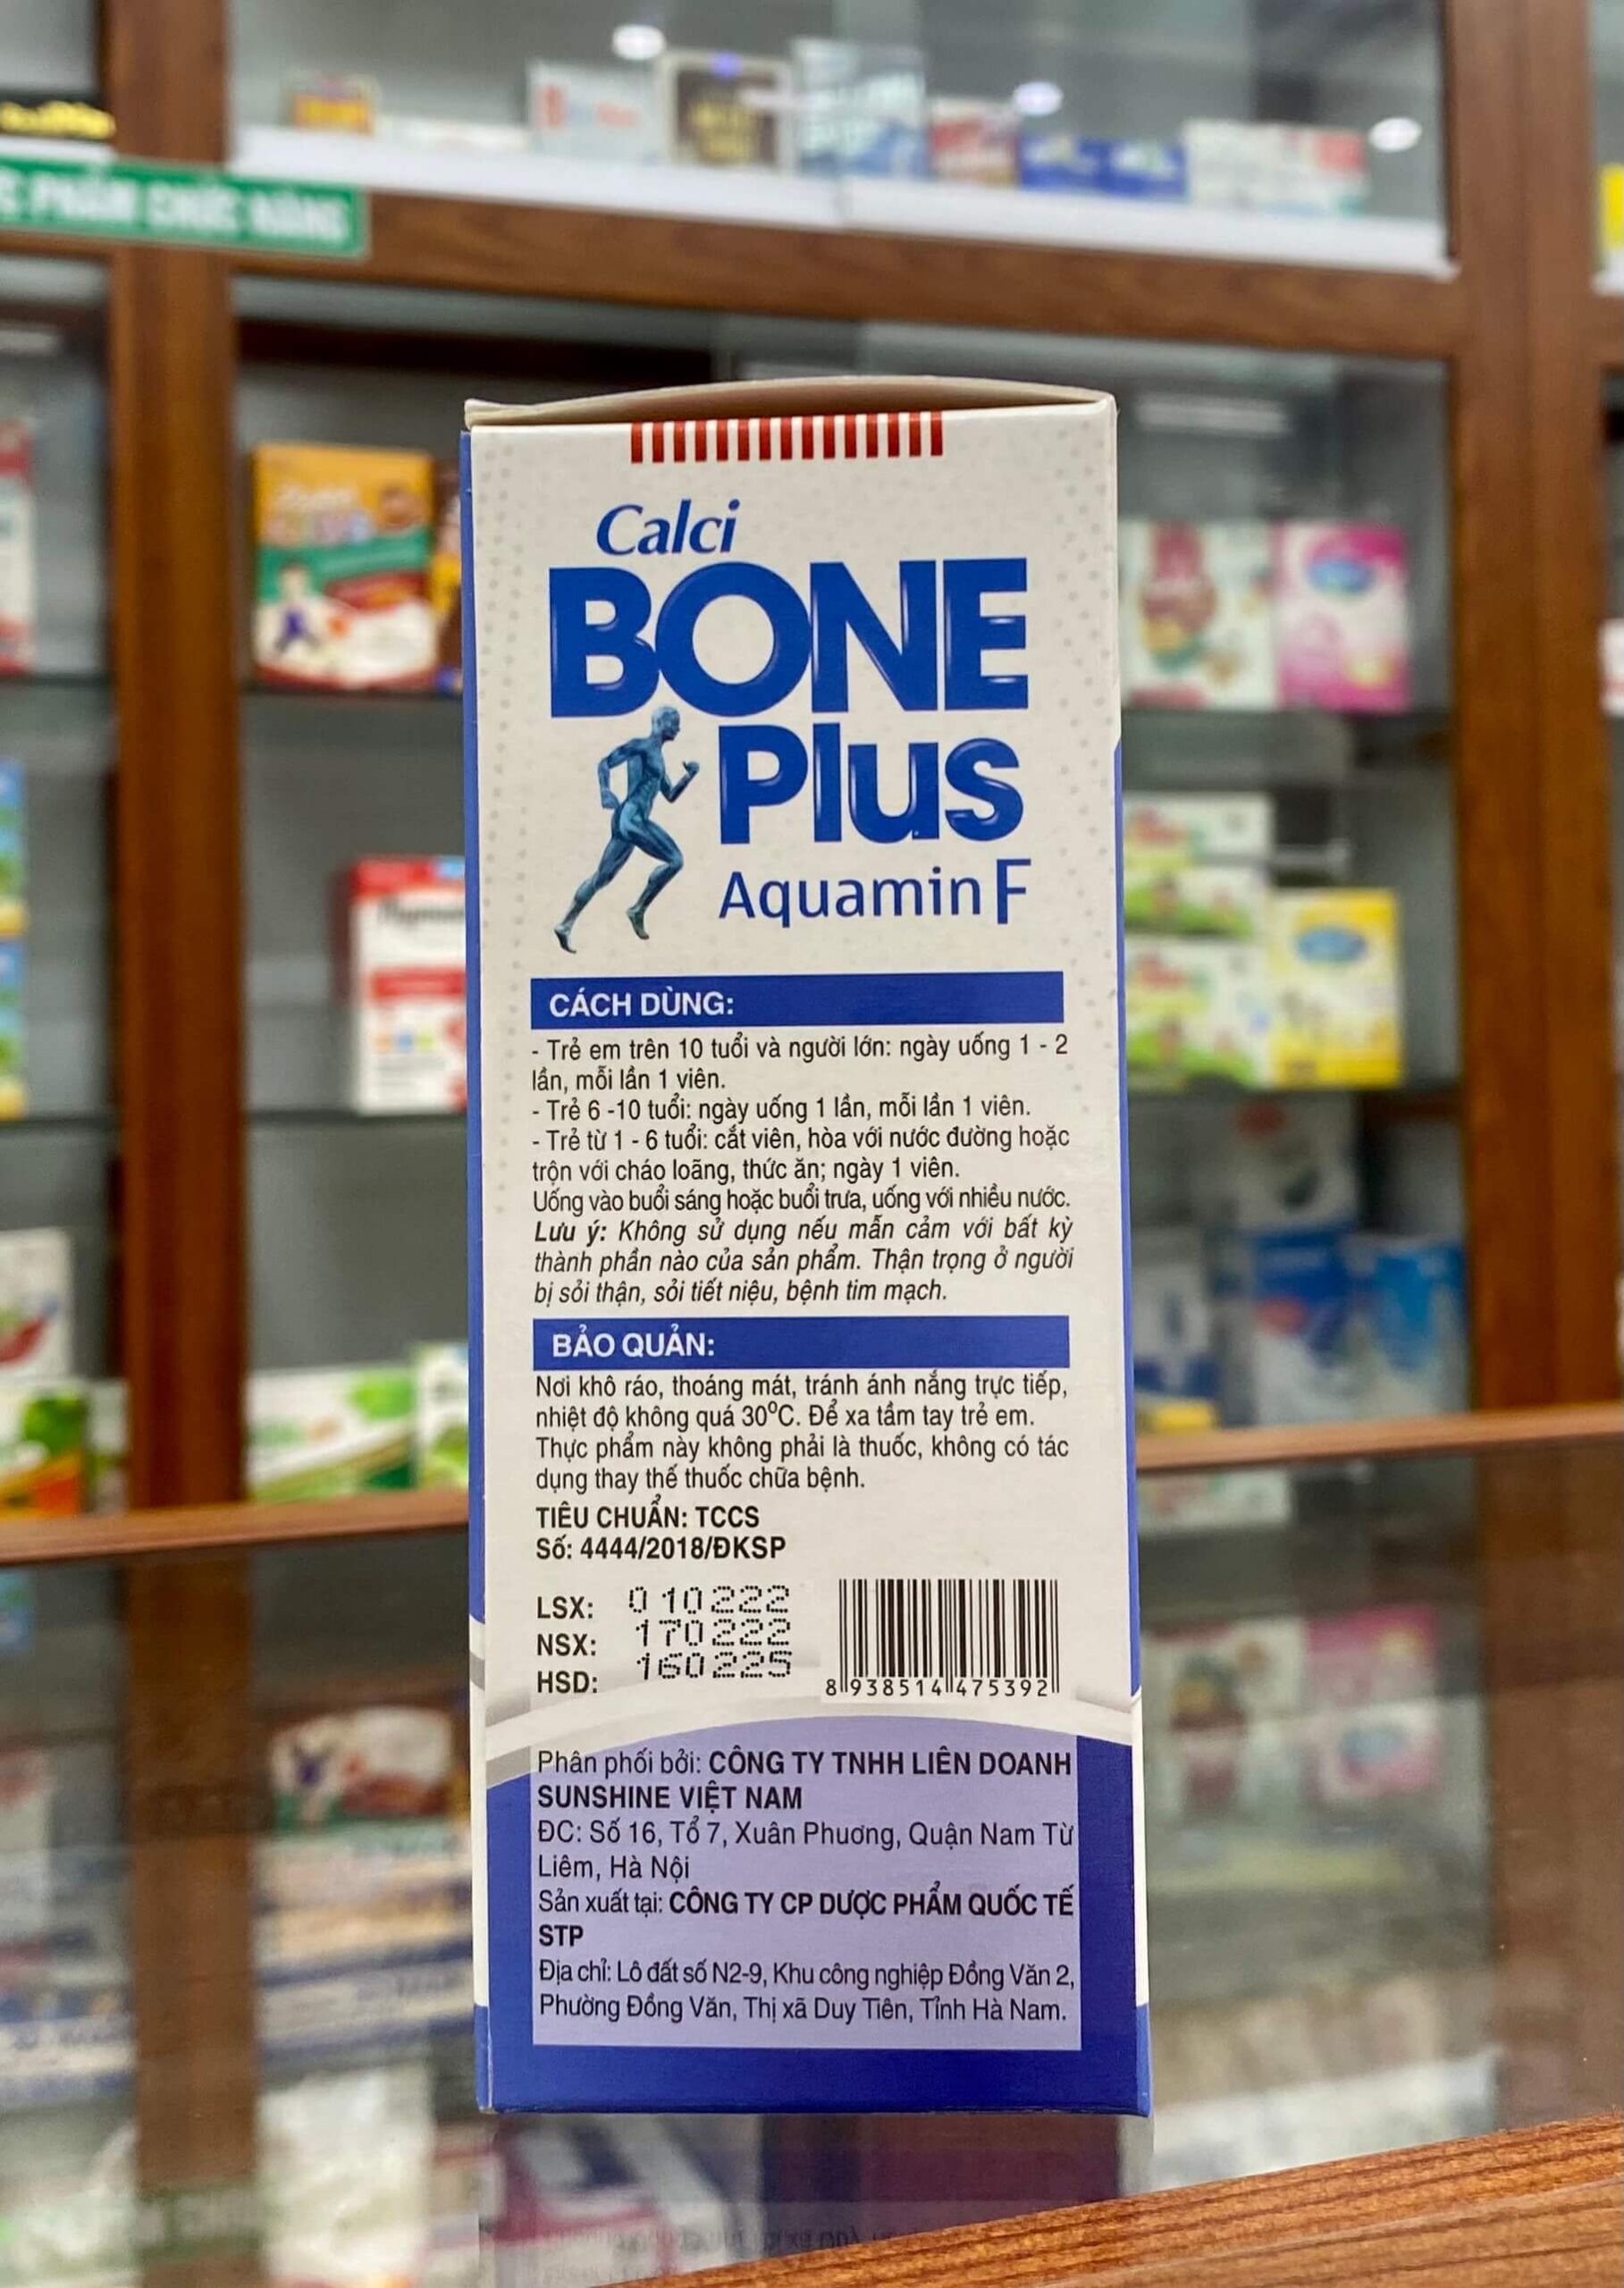 PHẨM CHỨC NĂNG
Calci
BONE
Plus
Aquamin F
CÁCH DÙNG:
- Trẻ em trên 10 tuổi và người lớn: ngày uống 1 - 2
lần, mỗi lần 1 viên.
- Trẻ 6 -10 tuổi: ngày uống 1 lần, mỗi lần 1 viên.
- Trẻ từ 1 - 6 tuổi: cắt viên, hòa với nước đường hoặc
trộn với cháo loãng, thức ăn; ngày 1 viên.
Uống vào buổi sáng hoặc buổi trưa, uống với nhiều nước.
Lưu ý: Không sử dụng nếu mẫn cảm với bất kỳ
thành phần nào của sản phẩm. Thận trọng ở người
bị sỏi thận, sỏi tiết niệu, bệnh tim mạch.
BẢO QUẢN:
Nơi khô ráo, thoáng mát, tránh ánh nắng trực tiếp,
nhiệt độ không quá 30°C. Để xa tầm tay trẻ em.
Thực phẩm này không phải là thuốc, không có tác
dụng thay thế thuốc chữa bệnh.
TIÊU CHUẨN: TCCS
Số: 4444/2018/ĐKSP
LSX: 010222
NSX: 170222
HSD: 160225
8 938514 475392
Phân phối bởi: CÔNG TY TNHH LIÊN DOANH
SUNSHINE VIỆT NAM
ĐC: Số 16, Tổ 7, Xuân Phương, Quận Nam Từ
Liêm, Hà Nội
Sản xuất tại: CÔNG TY CP DƯỢC PHẨM QUỐC TẾ
STP
Địa chỉ: Lô đất số N2-9, Khu công nghiệp Đồng Văn 2,
Phường Đồng Văn, Thị xã Duy Tiên, Tỉnh Hà Nam.